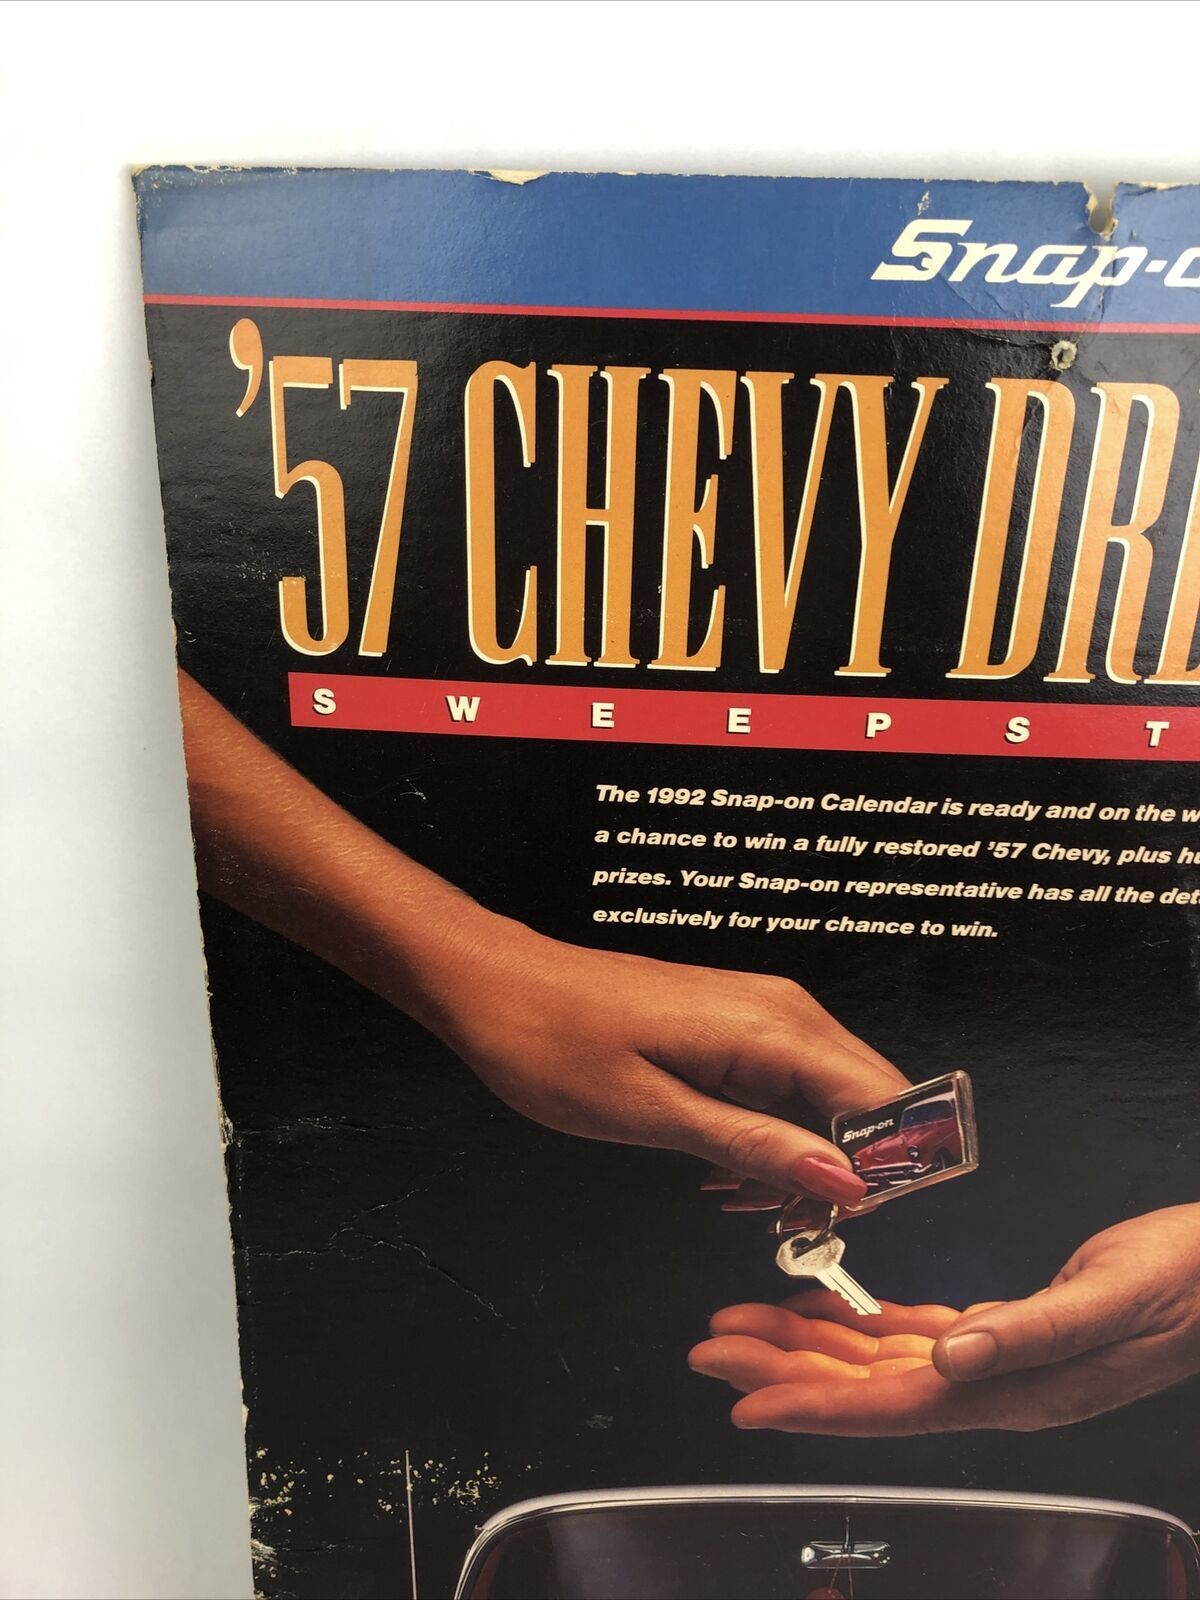 Snap-o
'57 CHEVY DRE
SWEEPST
The 1992 Snap-on Calendar is ready and on the w
a chance to win a fully restored '57 Chevy, plus hu
prizes. Your Snap-on representative has all the det
exclusively for your chance to win.
Snap-on